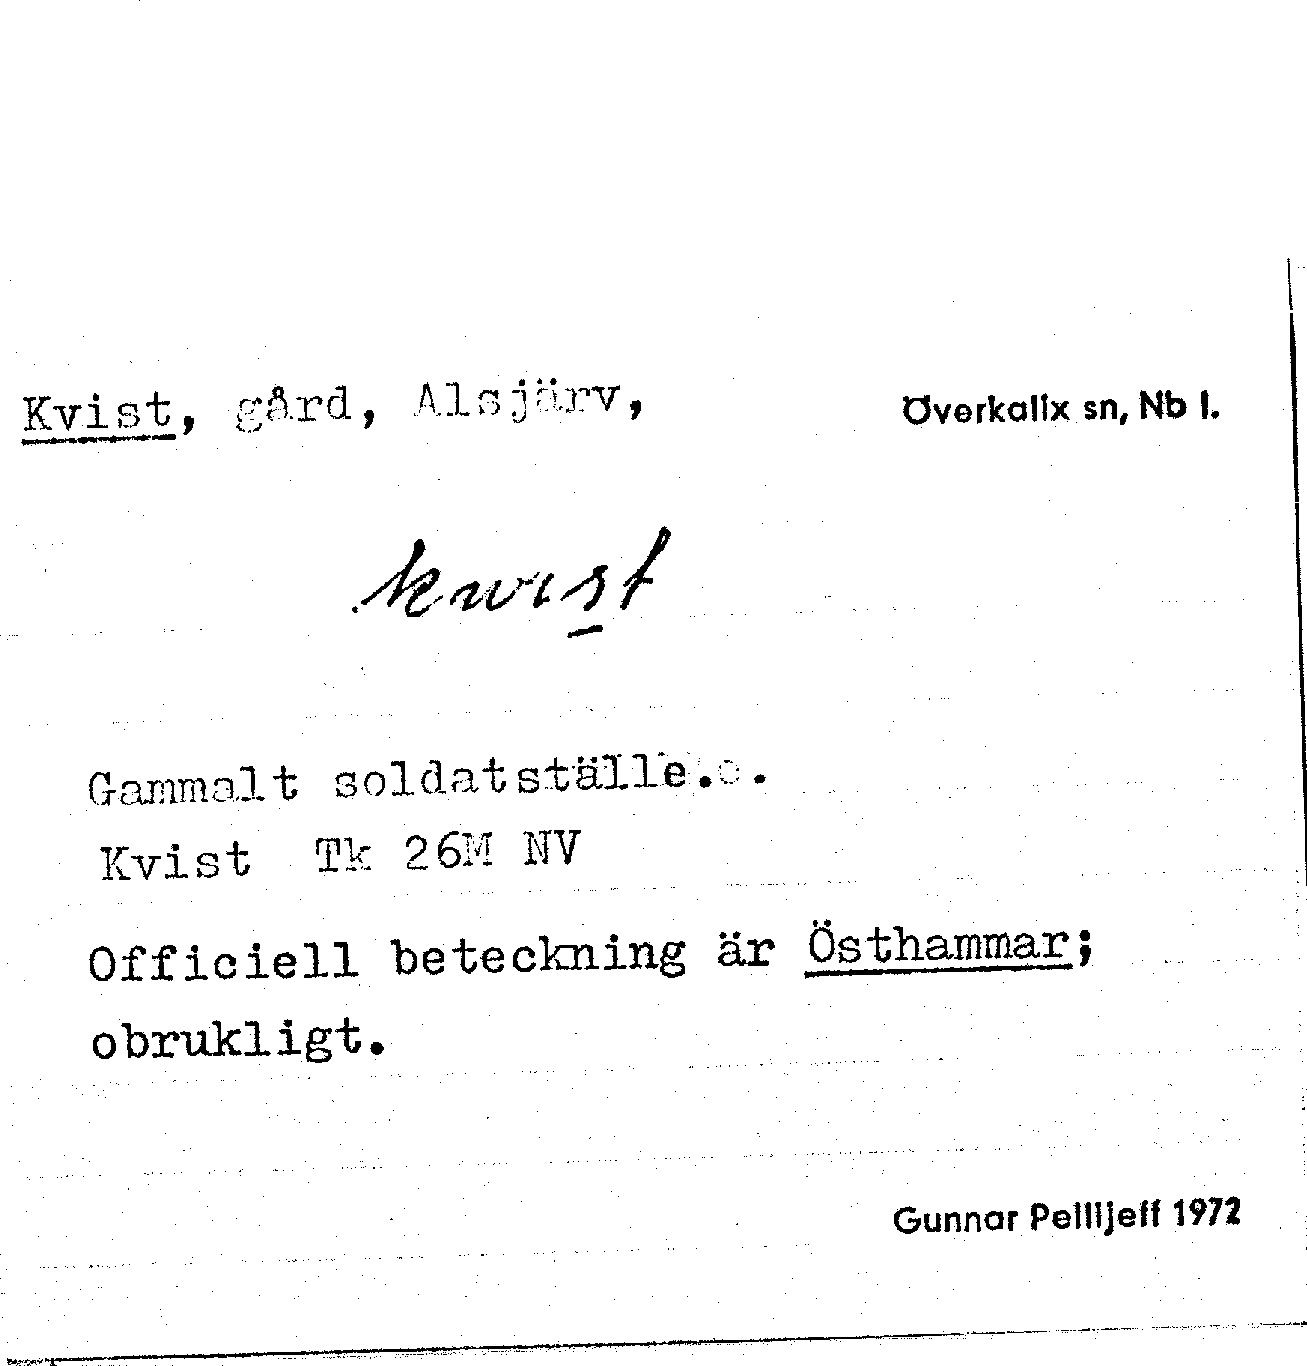 Kvist, gård, Alsjärv, Överkalix sn, Nb l.
kwist
Gammalt soldatställe.
Kvist Tk 26M NV
Officiell beteckning är Östhammar;
obrukligt.
Gunnar Pellijeff 1972